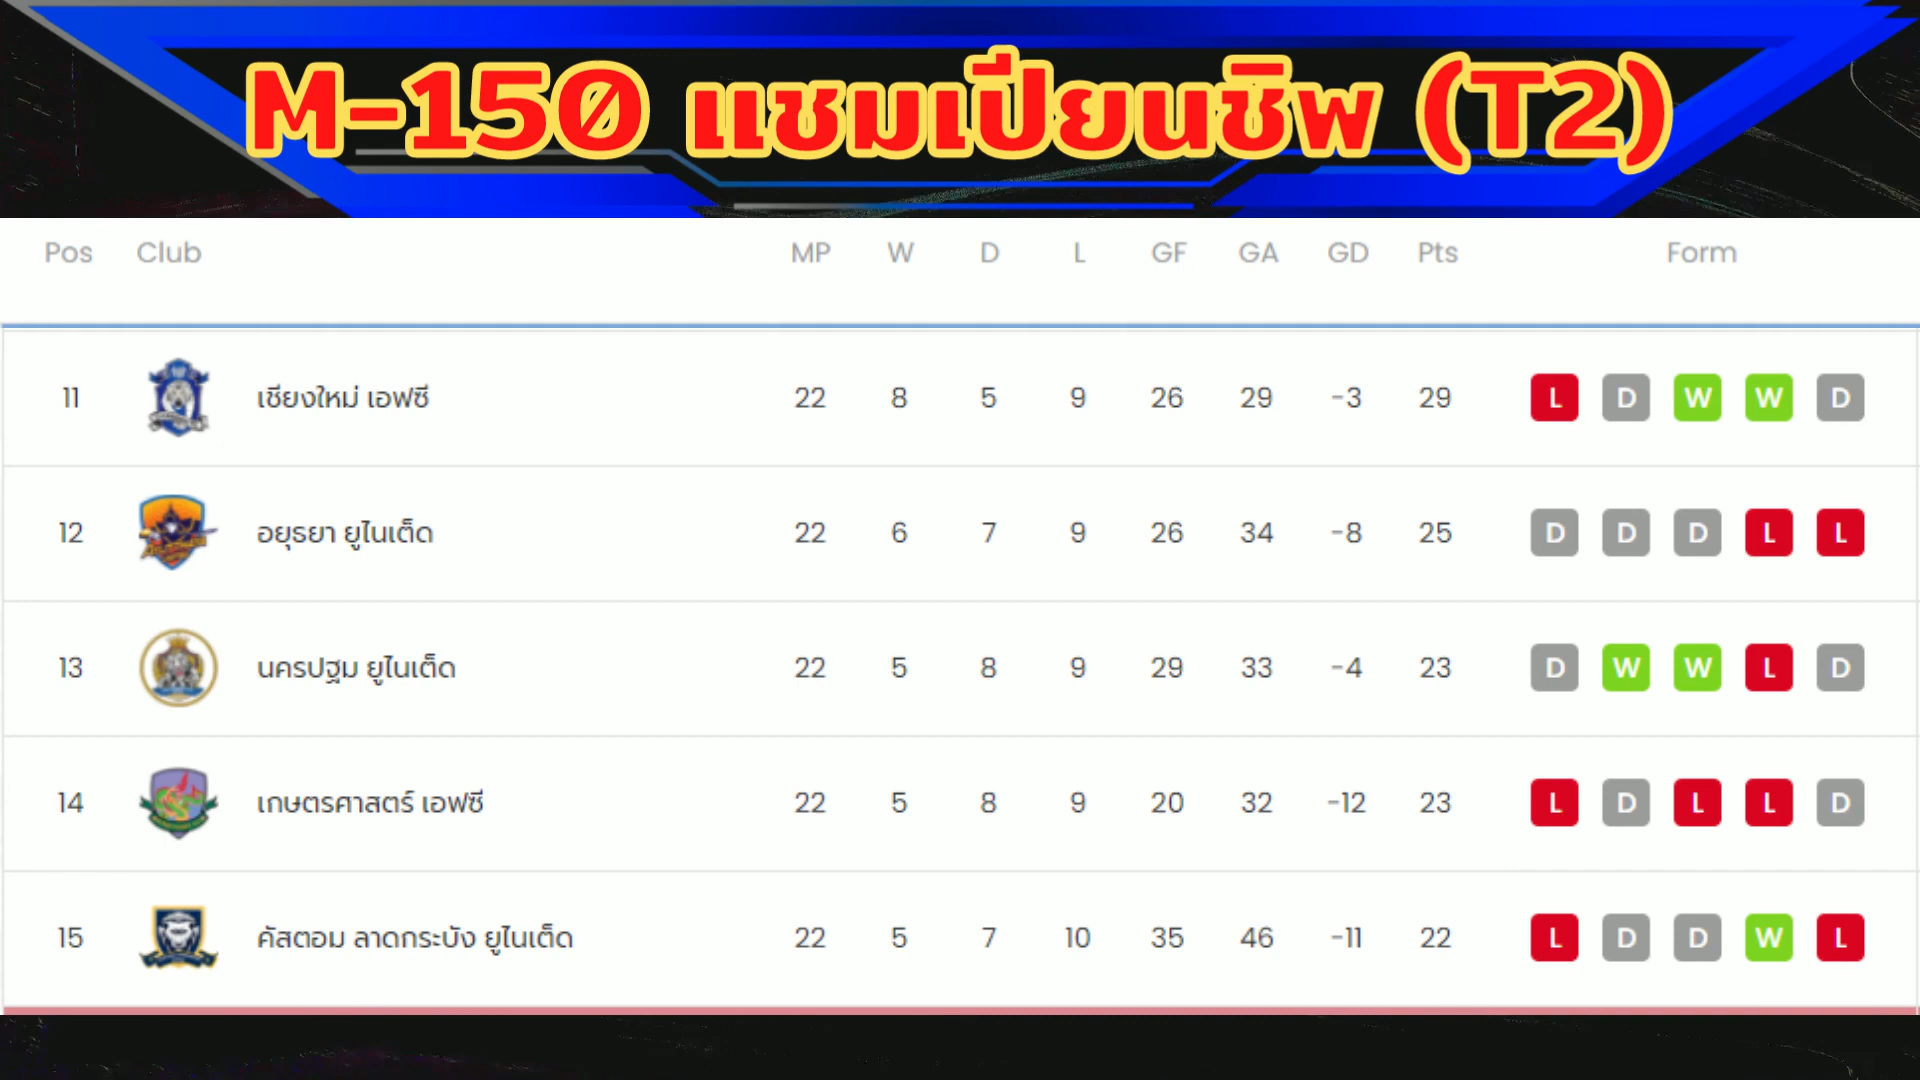 M-150 แชมเปียนชิพ (T2)
Pos Club MP W D L GF GA GD Pts Form
11 เชียงใหม่ เอฟซี 22 8 5 9 26 29 -3 29 L D W W D
12 อยุธยา ยูไนเต็ด 22 6 7 9 26 34 -8 25 D D D L L
13 นครปฐม ยูไนเต็ด 22 5 8 9 29 33 -4 23 D W W L D
14 เกษตรศาสตร์ เอฟซี 22 5 8 9 20 32 -12 23 L D L L D
15 คัสตอม ลาดกระบัง ยูไนเต็ด 22 5 7 10 35 46 -11 22 L D D W L